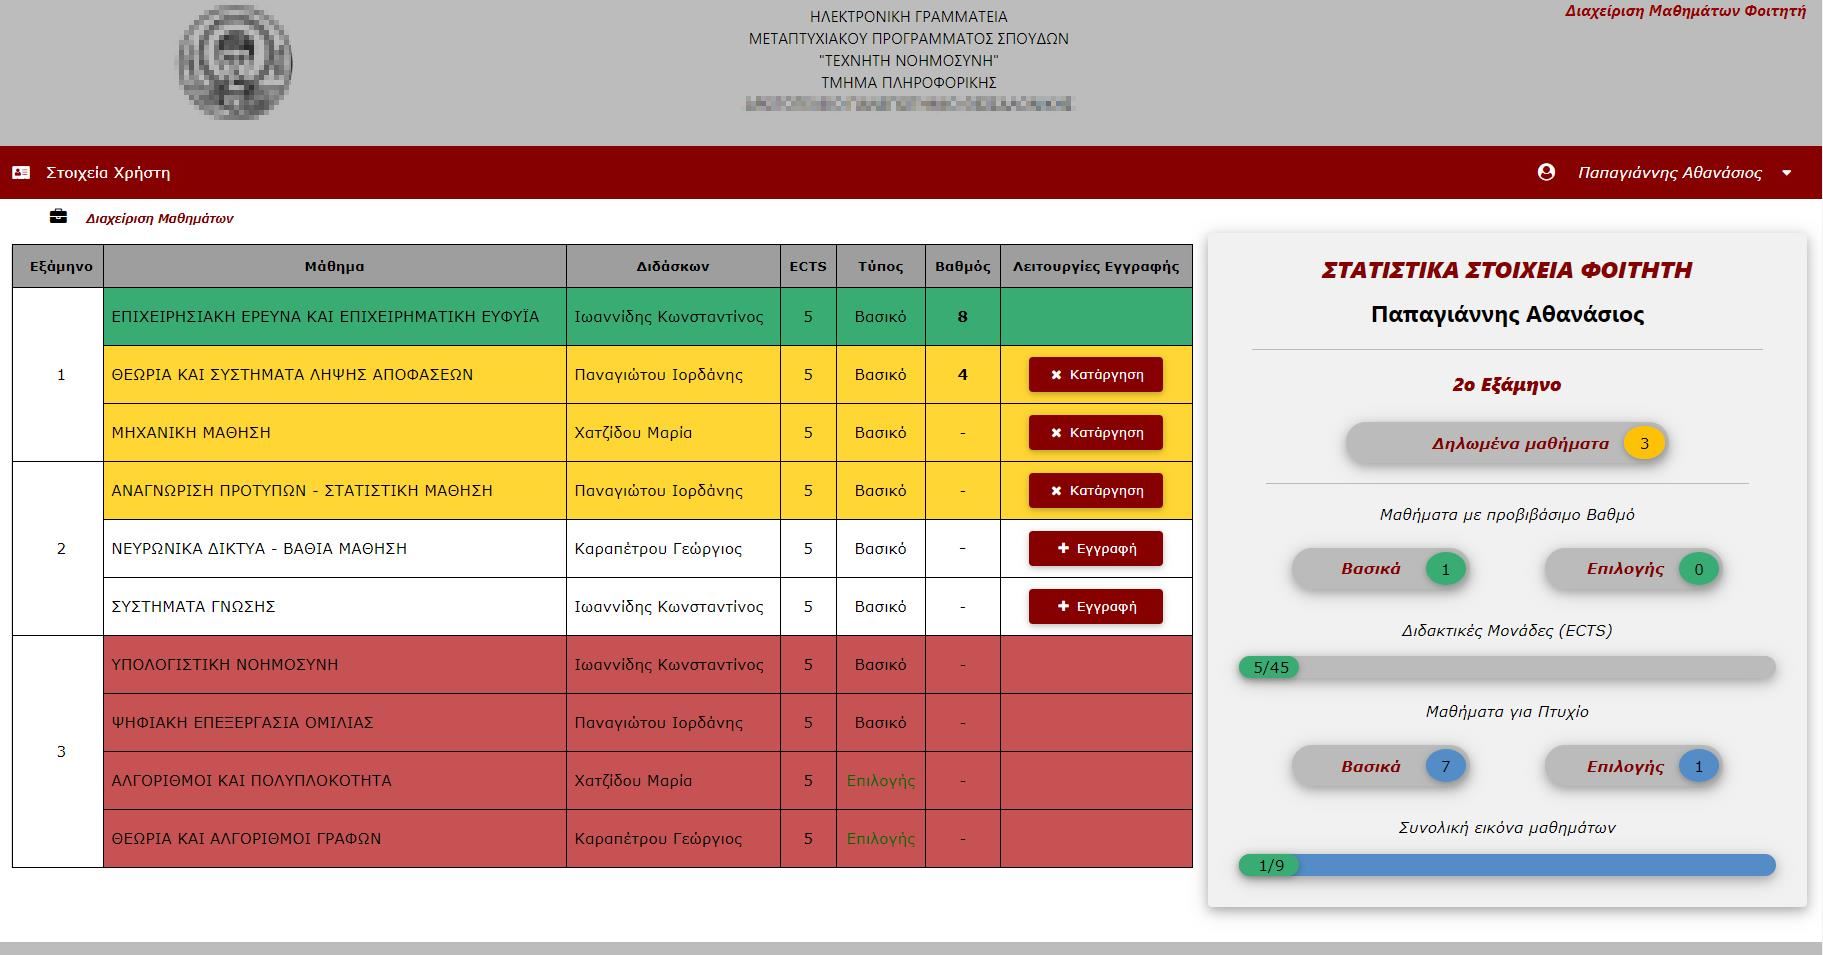 ΗΛΕΚΤΡΟΝΙΚΗ ΓΡΑΜΜΑΤΕΙΑ
ΜΕΤΑΠΤΥΧΙΑΚΟΥ ΠΡΟΓΡΑΜΜΑΤΟΣ ΣΠΟΥΔΩΝ
"ΤΕΧΝΗΤΗ ΝΟΗΜΟΣΥΝΗ"
ΤΜΗΜΑ ΠΛΗΡΟΦΟΡΙΚΗΣ
Διαχείριση Μαθημάτων Φοιτητή
Στοιχεία Χρήστη
Παπαγιάννης Αθανάσιος
Διαχείριση Μαθημάτων
Εξάμηνο Μάθημα Διδάσκων ECTS Τύπος Βαθμός Λειτουργίες Εγγραφής
1
ΕΠΙΧΕΙΡΗΣΙΑΚΗ ΕΡΕΥΝΑ ΚΑΙ ΕΠΙΧΕΙΡΗΜΑΤΙΚΗ ΕΥΦΥΪΑ Ιωαννίδης Κωνσταντίνος 5 Βασικό 8
ΘΕΩΡΙΑ ΚΑΙ ΣΥΣΤΗΜΑΤΑ ΛΗΨΗΣ ΑΠΟΦΑΣΕΩΝ Παναγιώτου Ιορδάνης 5 Βασικό 4 Κατάργηση
ΜΗΧΑΝΙΚΗ ΜΑΘΗΣΗ Χατζίδου Μαρία 5 Βασικό - Κατάργηση
2
ΑΝΑΓΝΩΡΙΣΗ ΠΡΟΤΥΠΩΝ - ΣΤΑΤΙΣΤΙΚΗ ΜΑΘΗΣΗ Παναγιώτου Ιορδάνης 5 Βασικό - Κατάργηση
ΝΕΥΡΩΝΙΚΑ ΔΙΚΤΥΑ - ΒΑΘΙΑ ΜΑΘΗΣΗ Καραπέτρου Γεώργιος 5 Βασικό - Εγγραφή
ΣΥΣΤΗΜΑΤΑ ΓΝΩΣΗΣ Ιωαννίδης Κωνσταντίνος 5 Βασικό - Εγγραφή
3
ΥΠΟΛΟΓΙΣΤΙΚΗ ΝΟΗΜΟΣΥΝΗ Ιωαννίδης Κωνσταντίνος 5 Βασικό -
ΨΗΦΙΑΚΗ ΕΠΕΞΕΡΓΑΣΙΑ ΟΜΙΛΙΑΣ Παναγιώτου Ιορδάνης 5 Βασικό -
ΑΛΓΟΡΙΘΜΟΙ ΚΑΙ ΠΟΛΥΠΛΟΚΟΤΗΤΑ Χατζίδου Μαρία 5 Επιλογής -
ΘΕΩΡΙΑ ΚΑΙ ΑΛΓΟΡΙΘΜΟΙ ΓΡΑΦΩΝ Καραπέτρου Γεώργιος 5 Επιλογής -
ΣΤΑΤΙΣΤΙΚΑ ΣΤΟΙΧΕΙΑ ΦΟΙΤΗΤΗ
Παπαγιάννης Αθανάσιος
2ο Εξάμηνο
Δηλωμένα μαθήματα 3
Μαθήματα με προβιβάσιμο Βαθμό
Βασικά 1 Επιλογής 0
Διδακτικές Μονάδες (ECTS)
5/45
Μαθήματα για Πτυχίο
Βασικά 7 Επιλογής 1
Συνολική εικόνα μαθημάτων
1/9